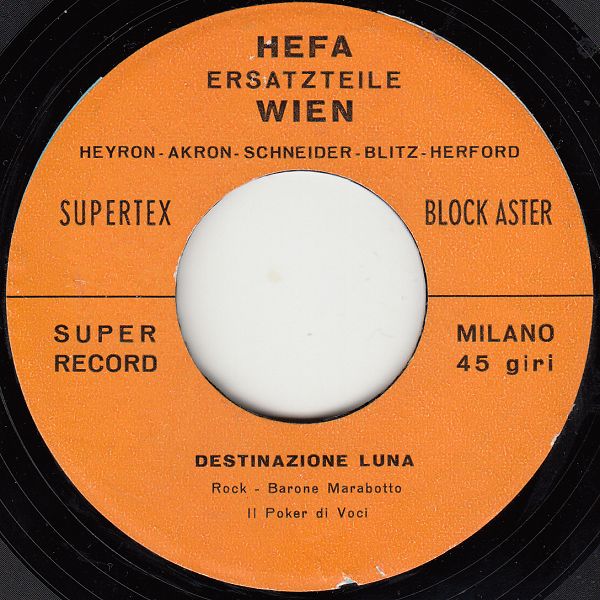 HEFA
ERSATZTEILE
WIEN
HEYRON - AKRON - SCHNEIDER - BLITZ - HERFORD
SUPERTEX
BLOCK ASTER
SUPER
RECORD
MILANO
45 giri
DESTINAZIONE LUNA
Rock - Barone Marabotto
Il Poker di Voci